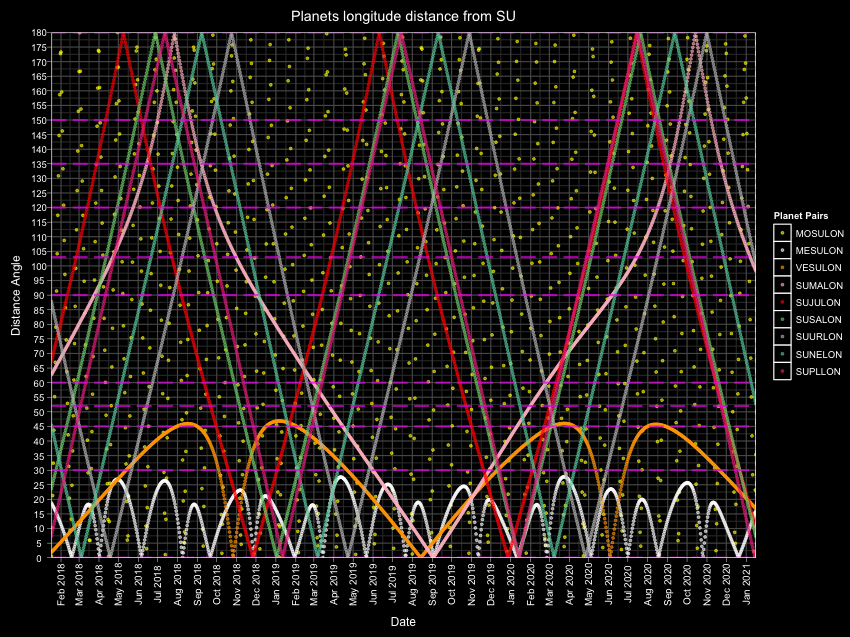 Planets longitude distance from SU
180
175
170
165
160
155
150
145
140
135
130
125
120
115
110
105
100
95
90
85
80
75
70
65
60
55
50
45
40
35
30
25
20
15
10
5
0
Distance Angle
Feb 2018
Mar 2018
Apr 2018
May 2018
Jun 2018
Jul 2018
Aug 2018
Sep 2018
Oct 2018
Nov 2018
Dec 2018
Jan 2019
Feb 2019
Mar 2019
Apr 2019
May 2019
Jun 2019
Jul 2019
Aug 2019
Sep 2019
Oct 2019
Nov 2019
Dec 2019
Jan 2020
Feb 2020
Mar 2020
Apr 2020
May 2020
Jun 2020
Jul 2020
Aug 2020
Sep 2020
Oct 2020
Nov 2020
Dec 2020
Jan 2021
Date
Planet Pairs
MOSULON
MESULON
VESULON
SUMALON
SUJULON
SUSALON
SUURLON
SUNELON
SUPLLON